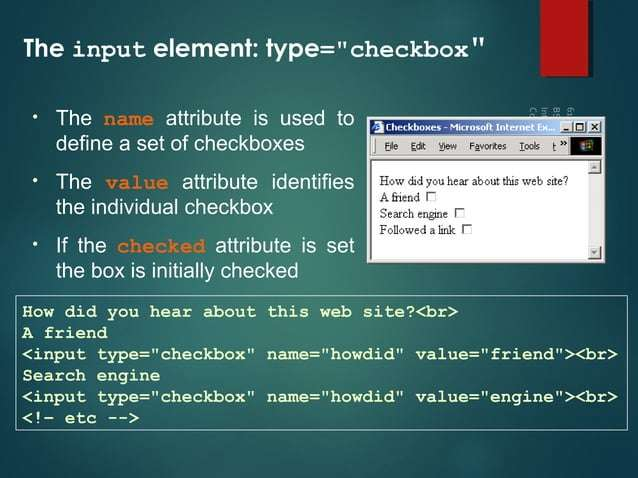 The input element: type="checkbox"
• The name attribute is used to
define a set of checkboxes
• The value attribute identifies
the individual checkbox
• If the checked attribute is set
the box is initially checked
Checkboxes - Microsoft Internet Ex...
File Edit View Favorites Tools »
How did you hear about this web site?
A friend
Search engine
Followed a link
How did you hear about this web site?<br>
A friend
<input type="checkbox" name="howdid" value="friend"><br>
Search engine
<input type="checkbox" name="howdid" value="engine"><br>
<!– etc -->